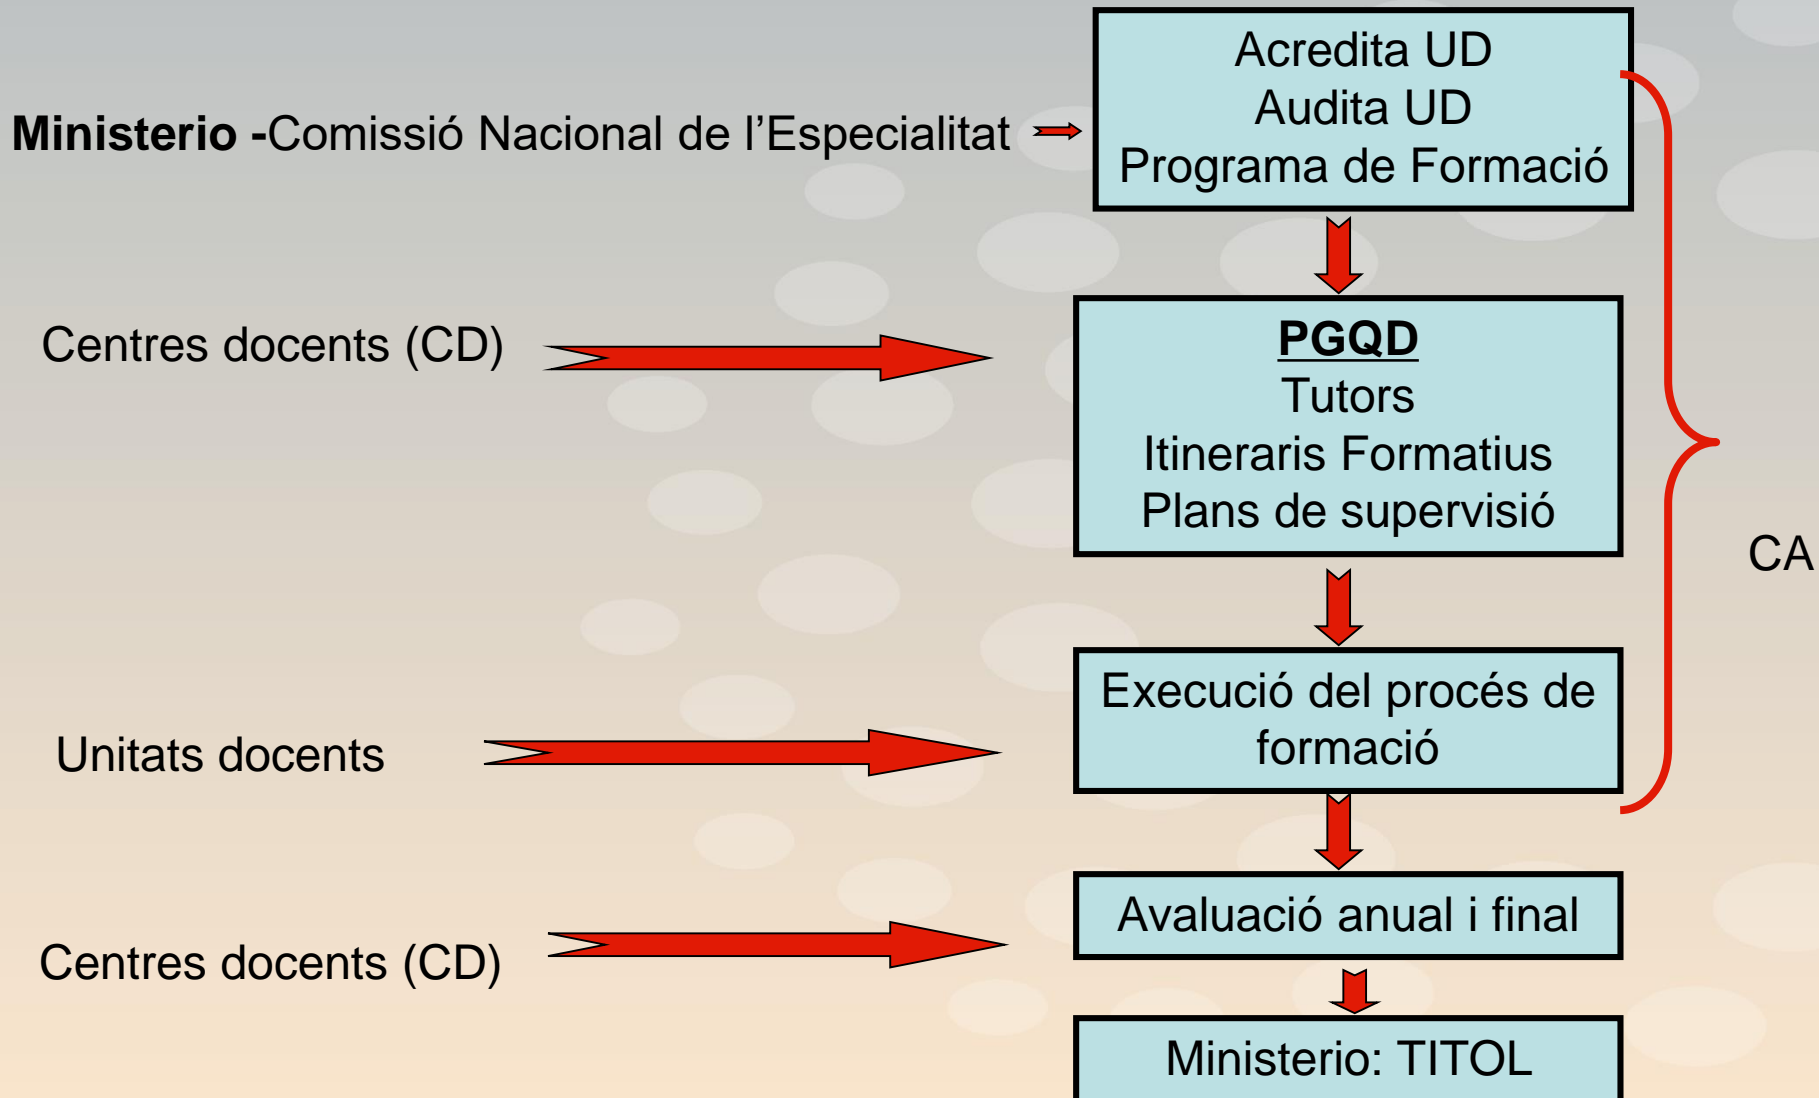 Acredita UD
Audita UD
Programa de Formació
Ministerio -Comissió Nacional de l'Especialitat
Centres docents (CD)
PGQD
Tutors
Itineraris Formatius
Plans de supervisió
CA
Unitats docents
Execució del procés de
formació
Avaluació anual i final
Centres docents (CD)
Ministerio: TITOL